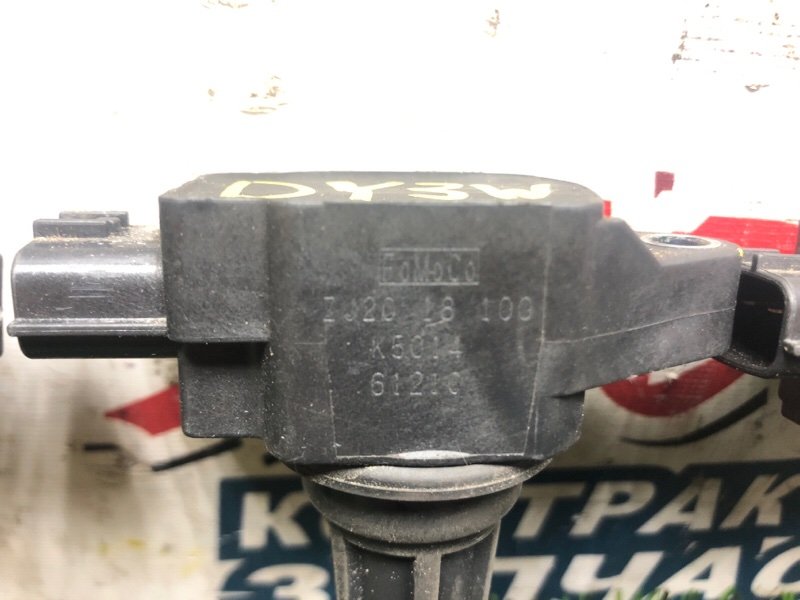 DY3W
FoMoCo
ZJ20 18 100
K5014
61210
КОНТРАК
ЗАПЧАС